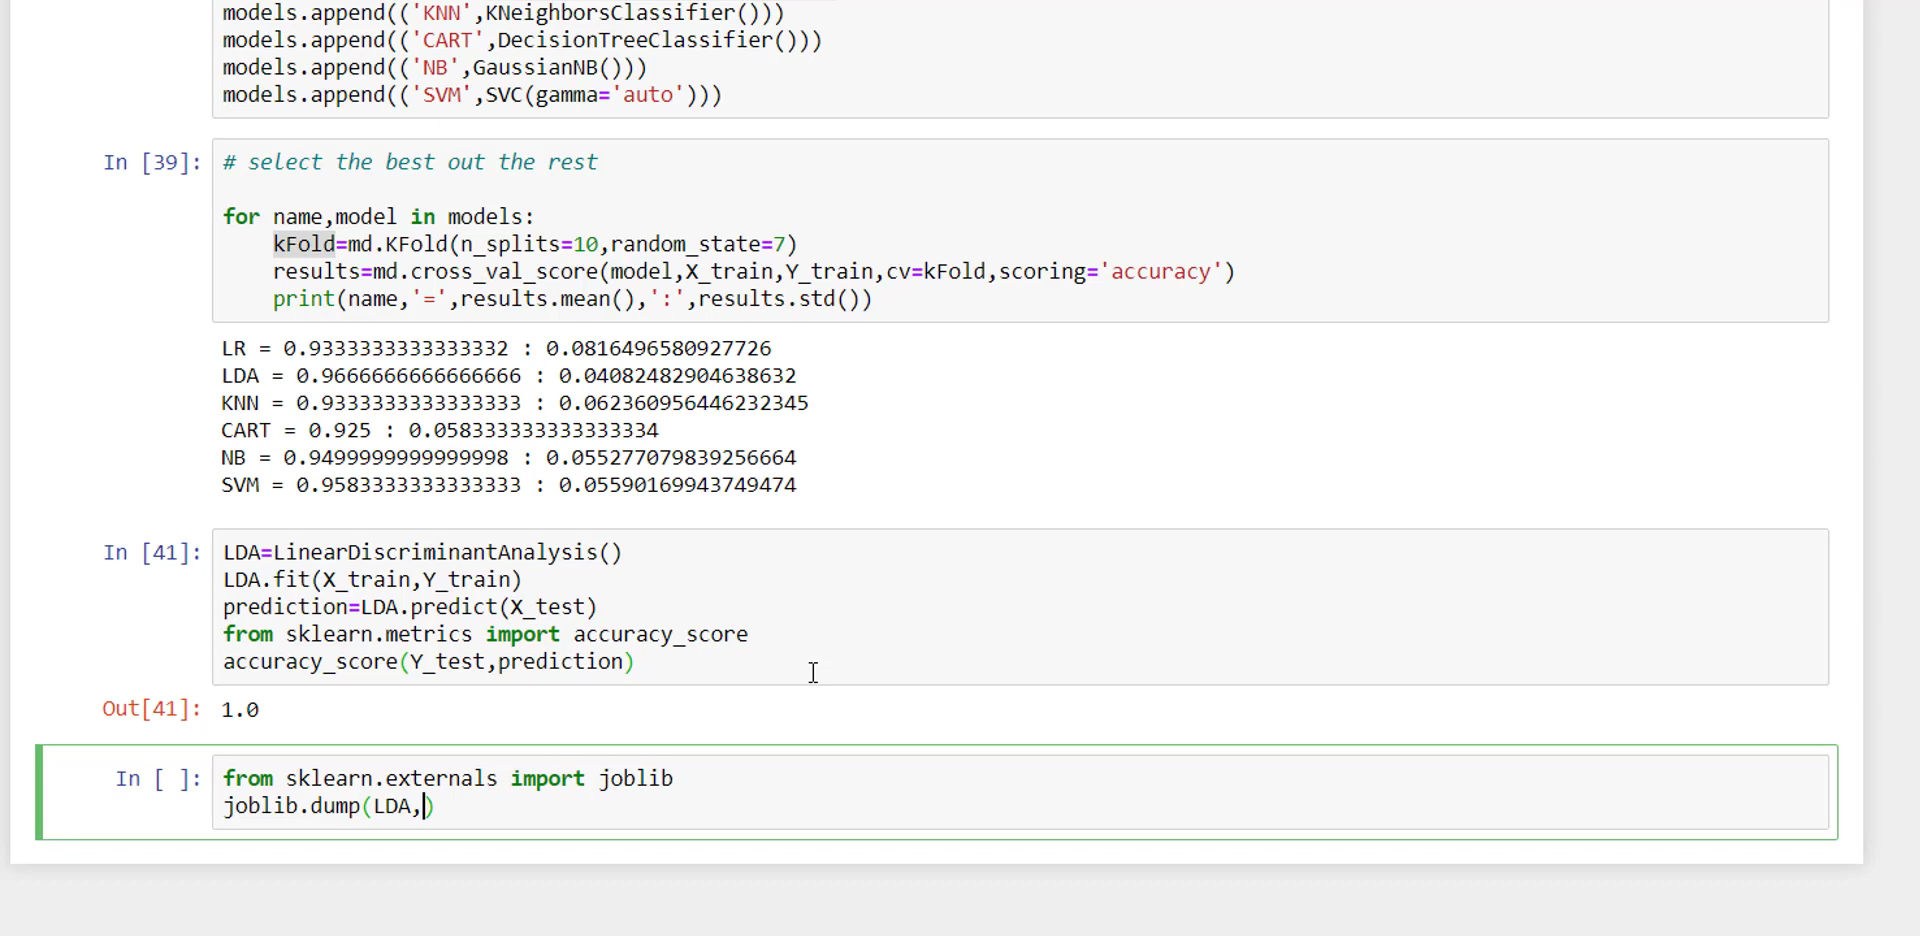 models.append(('KNN',KNeighborsClassifier()))
models.append(('CART',DecisionTreeClassifier()))
models.append(('NB',GaussianNB()))
models.append(('SVM',SVC(gamma='auto')))
In [39]:
# select the best out the rest
for name,model in models:
    kFold=md.KFold(n_splits=10,random_state=7)
    results=md.cross_val_score(model,X_train,Y_train,cv=kFold,scoring='accuracy')
    print(name,'=',results.mean(),':',results.std())
LR = 0.9333333333333332 : 0.0816496580927726
LDA = 0.9666666666666666 : 0.04082482904638632
KNN = 0.9333333333333333 : 0.062360956446232345
CART = 0.925 : 0.058333333333333334
NB = 0.9499999999999998 : 0.055277079839256664
SVM = 0.9583333333333333 : 0.05590169943749474
In [41]:
LDA=LinearDiscriminantAnalysis()
LDA.fit(X_train,Y_train)
prediction=LDA.predict(X_test)
from sklearn.metrics import accuracy_score
accuracy_score(Y_test,prediction)
Out[41]: 1.0
In [ ]:
from sklearn.externals import joblib
joblib.dump(LDA,)